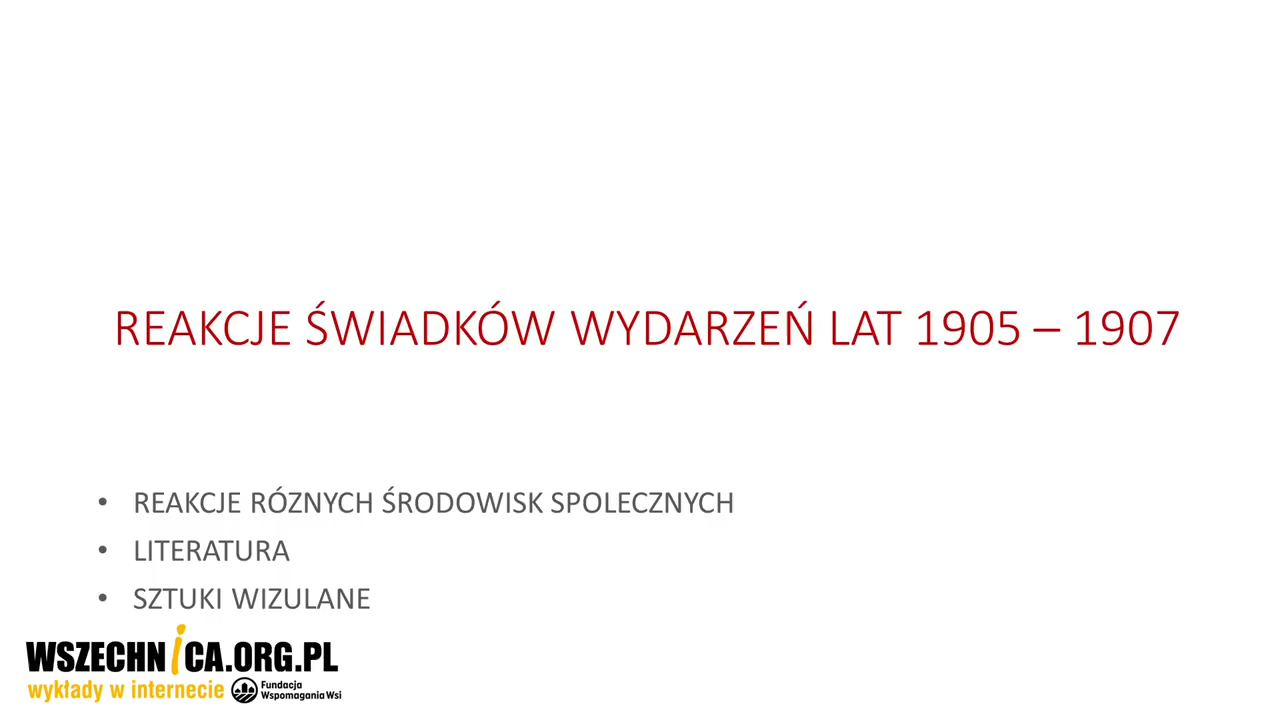 REAKCJE ŚWIADKÓW WYDARZEŃ LAT 1905 – 1907
• REAKCJE RÓZNYCH ŚRODOWISK SPOLECZNYCH
• LITERATURA
• SZTUKI WIZULANE
WSZECHNiCA.ORG.PL
wykłady w internecie
Fundacja
Wspomagania Wsi